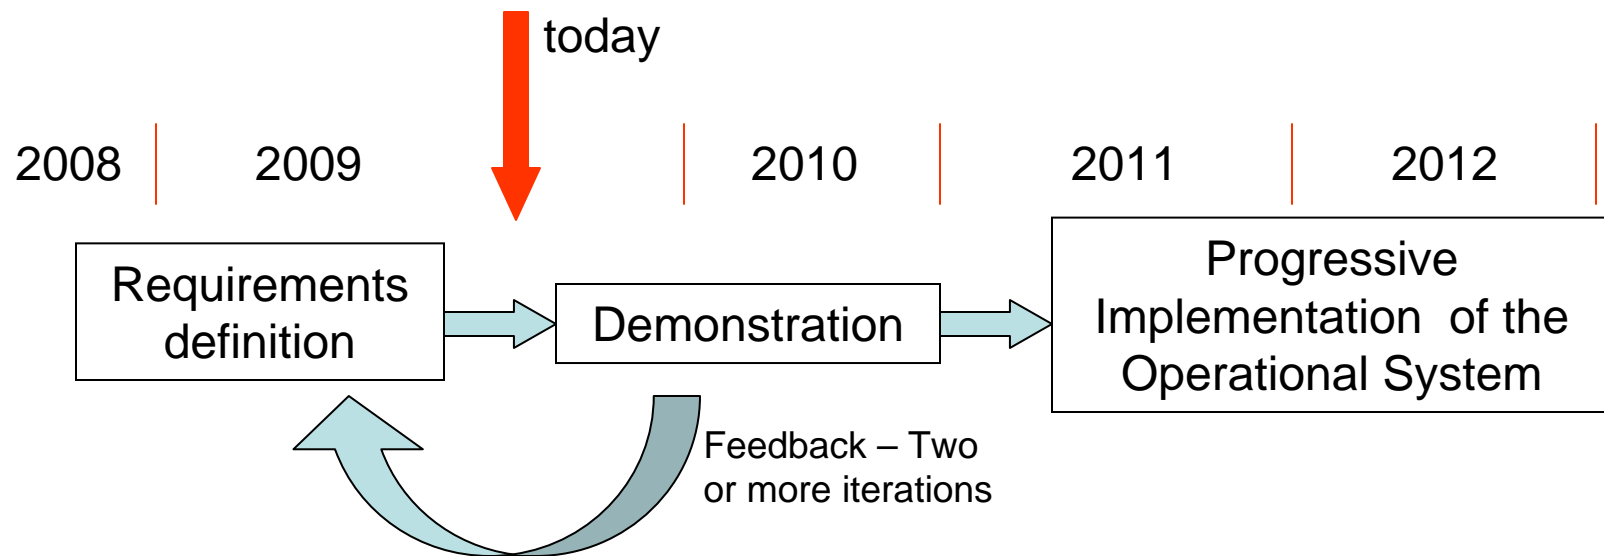 today
2008 2009 2010 2011 2012
Requirements
definition
Demonstration
Progressive
Implementation of the
Operational System
Feedback – Two
or more iterations